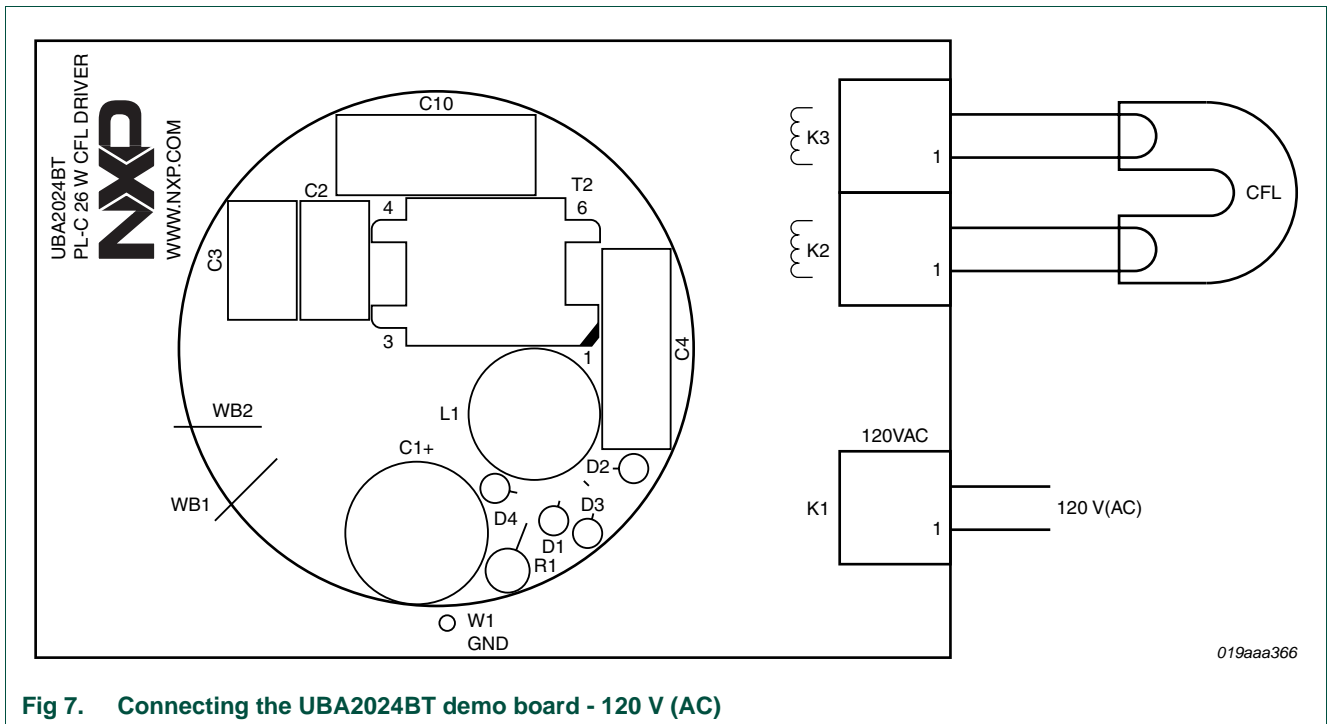 UBA2024BT
PL-C 26 W CFL DRIVER
NXP
WWW.NXP.COM
C10
C2
C3
T2
4
6
3
1
C4
L1
WB2
WB1
C1+
D2
D4
D3
D1
R1
W1
GND
K3
1
K2
1
CFL
120VAC
K1
1
120 V(AC)
019aaa366
Fig 7. Connecting the UBA2024BT demo board - 120 V (AC)